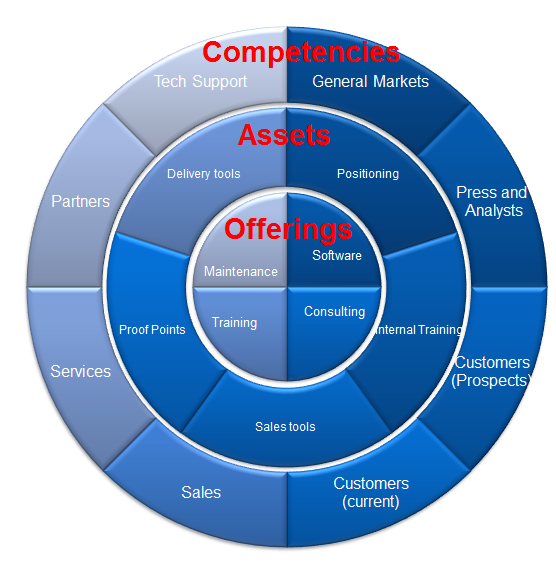 Competencies
Tech Support
General Markets
Assets
Delivery tools
Positioning
Partners
Press and
Analysts
Offerings
Maintenance
Software
Training
Consulting
Proof Points
Internal Training
Services
Customers
(Prospects)
Sales tools
Sales
Customers
(current)